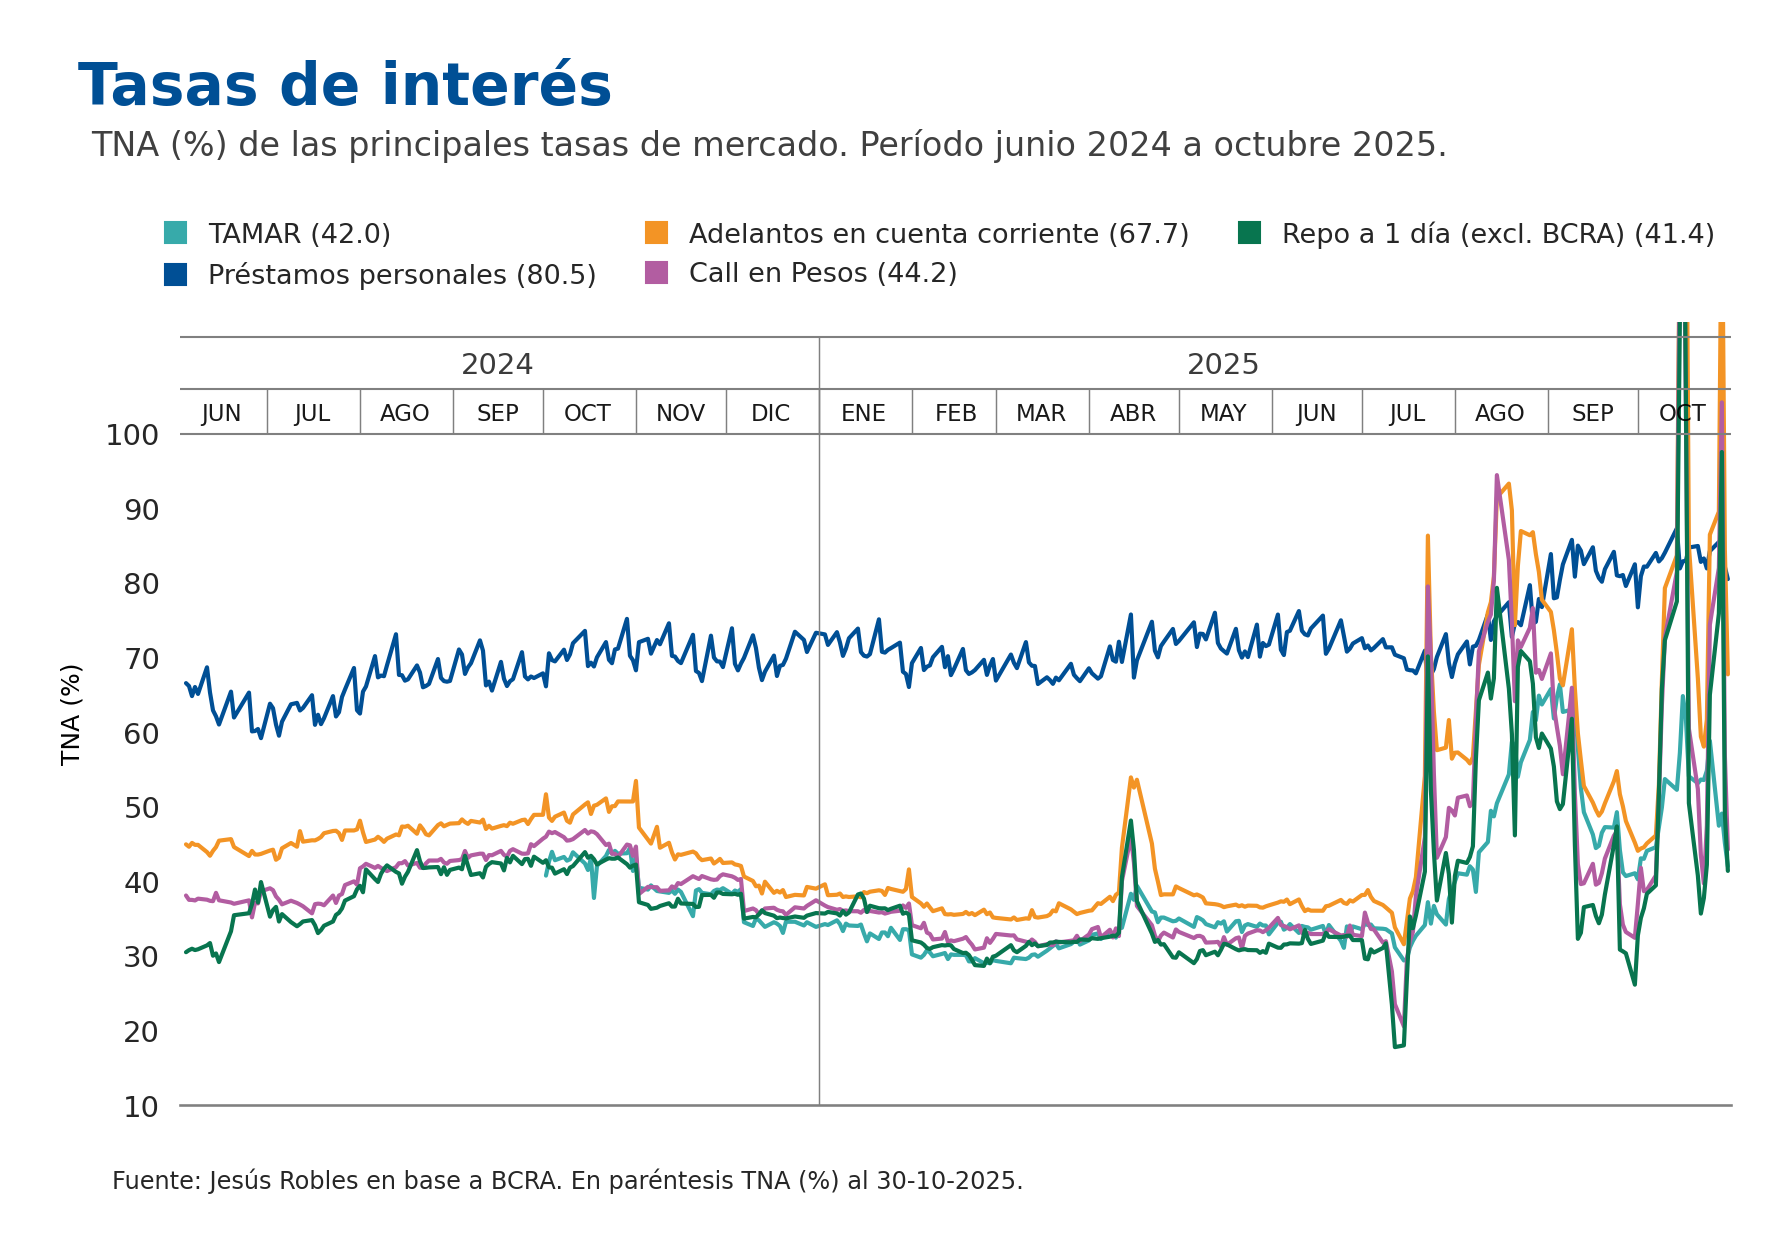 Tasas de interés
TNA (%) de las principales tasas de mercado. Período junio 2024 a octubre 2025.
TAMAR (42.0)
Adelantos en cuenta corriente (67.7)
Repo a 1 día (excl. BCRA) (41.4)
Préstamos personales (80.5)
Call en Pesos (44.2)
2024
2025
JUN JUL AGO SEP OCT NOV DIC ENE FEB MAR ABR MAY JUN JUL AGO SEP OCT
100
90
80
70
60
50
40
30
20
10
TNA (%)
Fuente: Jesús Robles en base a BCRA. En paréntesis TNA (%) al 30-10-2025.